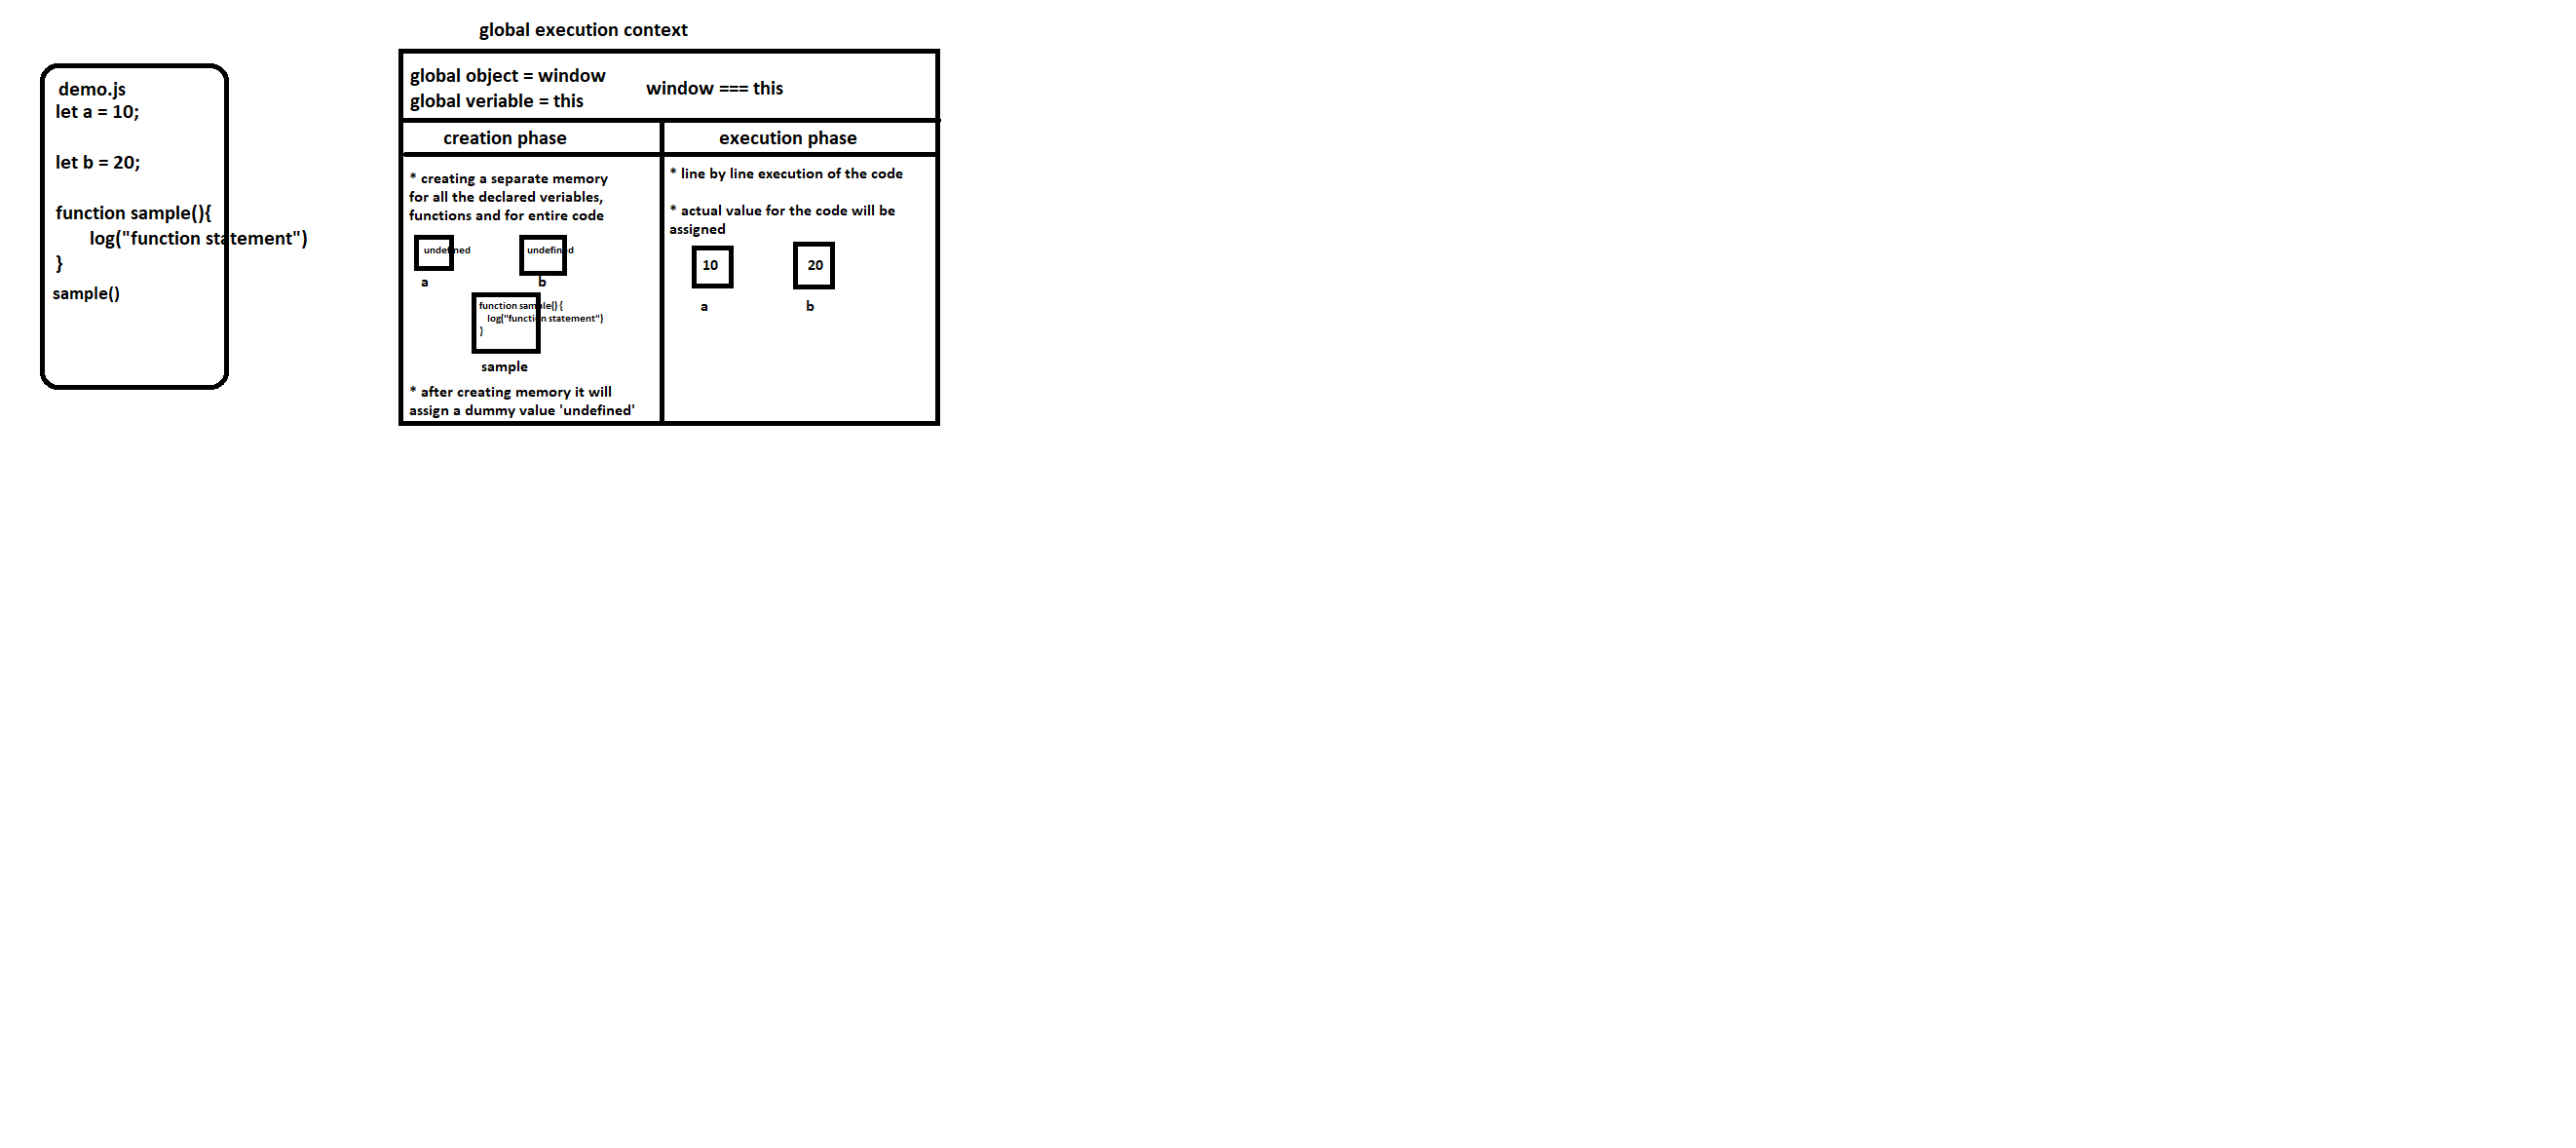 global execution context
demo.js
let a = 10;
let b = 20;
function sample(){
log("function statement")
}
sample()
global object = window
global veriable = this
window === this
creation phase
execution phase
* creating a separate memory
for all the declared veriables,
functions and for entire code
undefined
undefined
a
b
function sample() {
log("function statement")
}
sample
* after creating memory it will
assign a dummy value 'undefined'
* line by line execution of the code
* actual value for the code will be
assigned
10
20
a
b